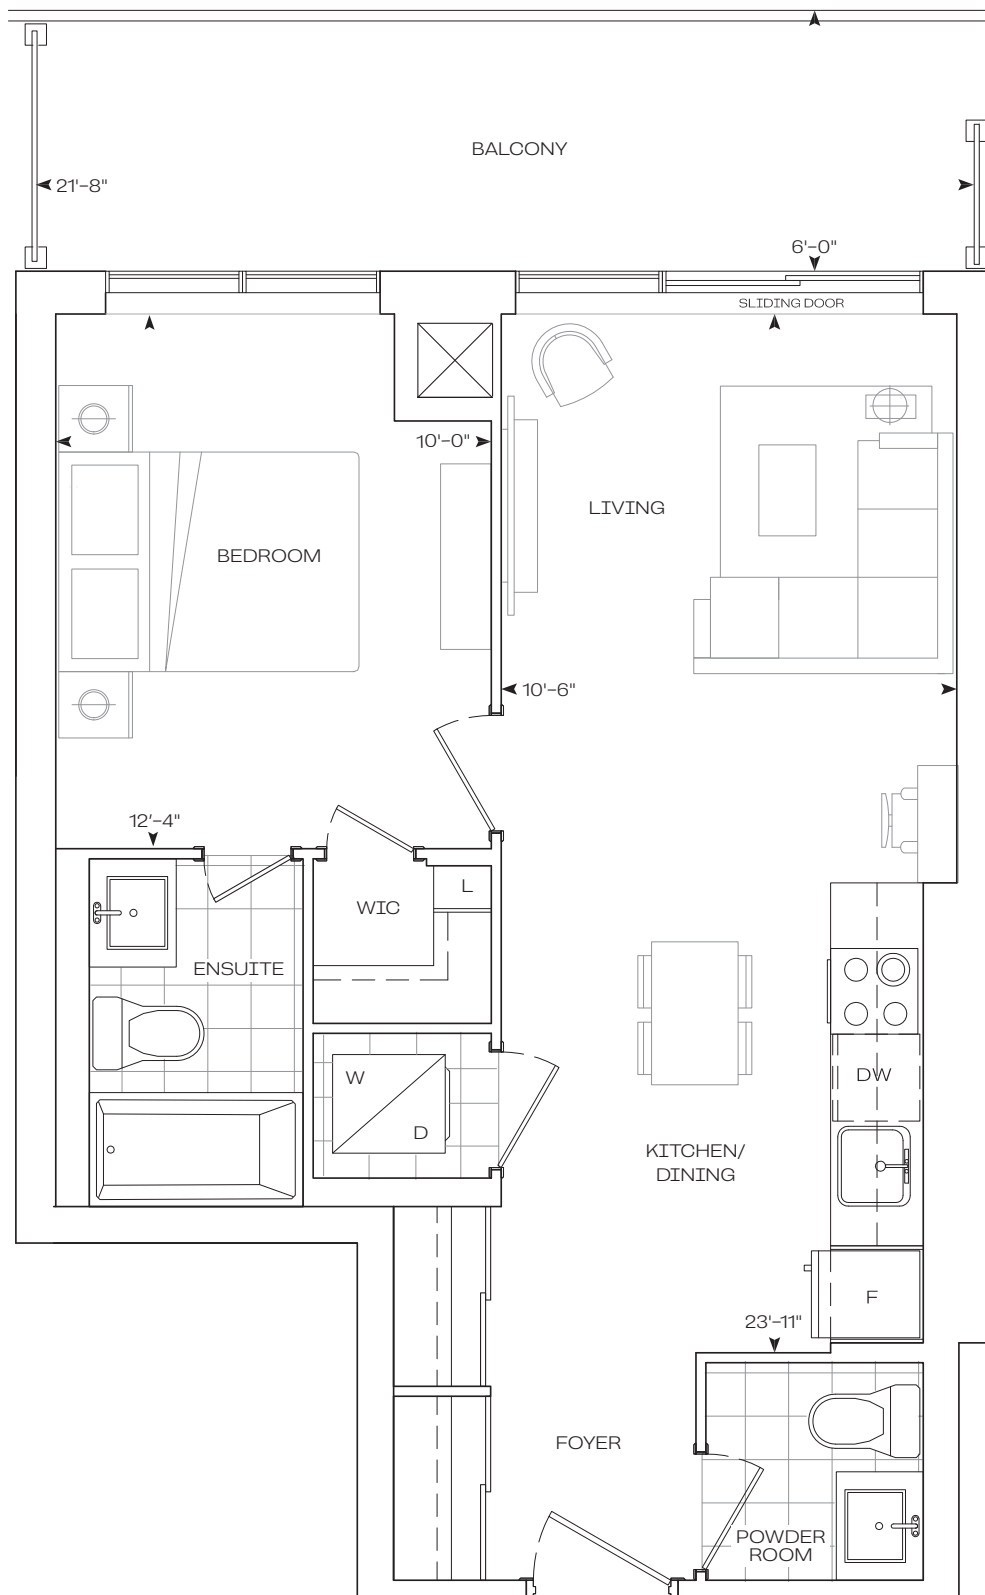 BALCONY
21'-8"
6'-0"
SLIDING DOOR
10'-0"
LIVING
BEDROOM
10'-6"
12'-4"
L
WIC
ENSUITE
W
DW
D
KITCHEN/
DINING
F
23'-11"
FOYER
POWDER
ROOM